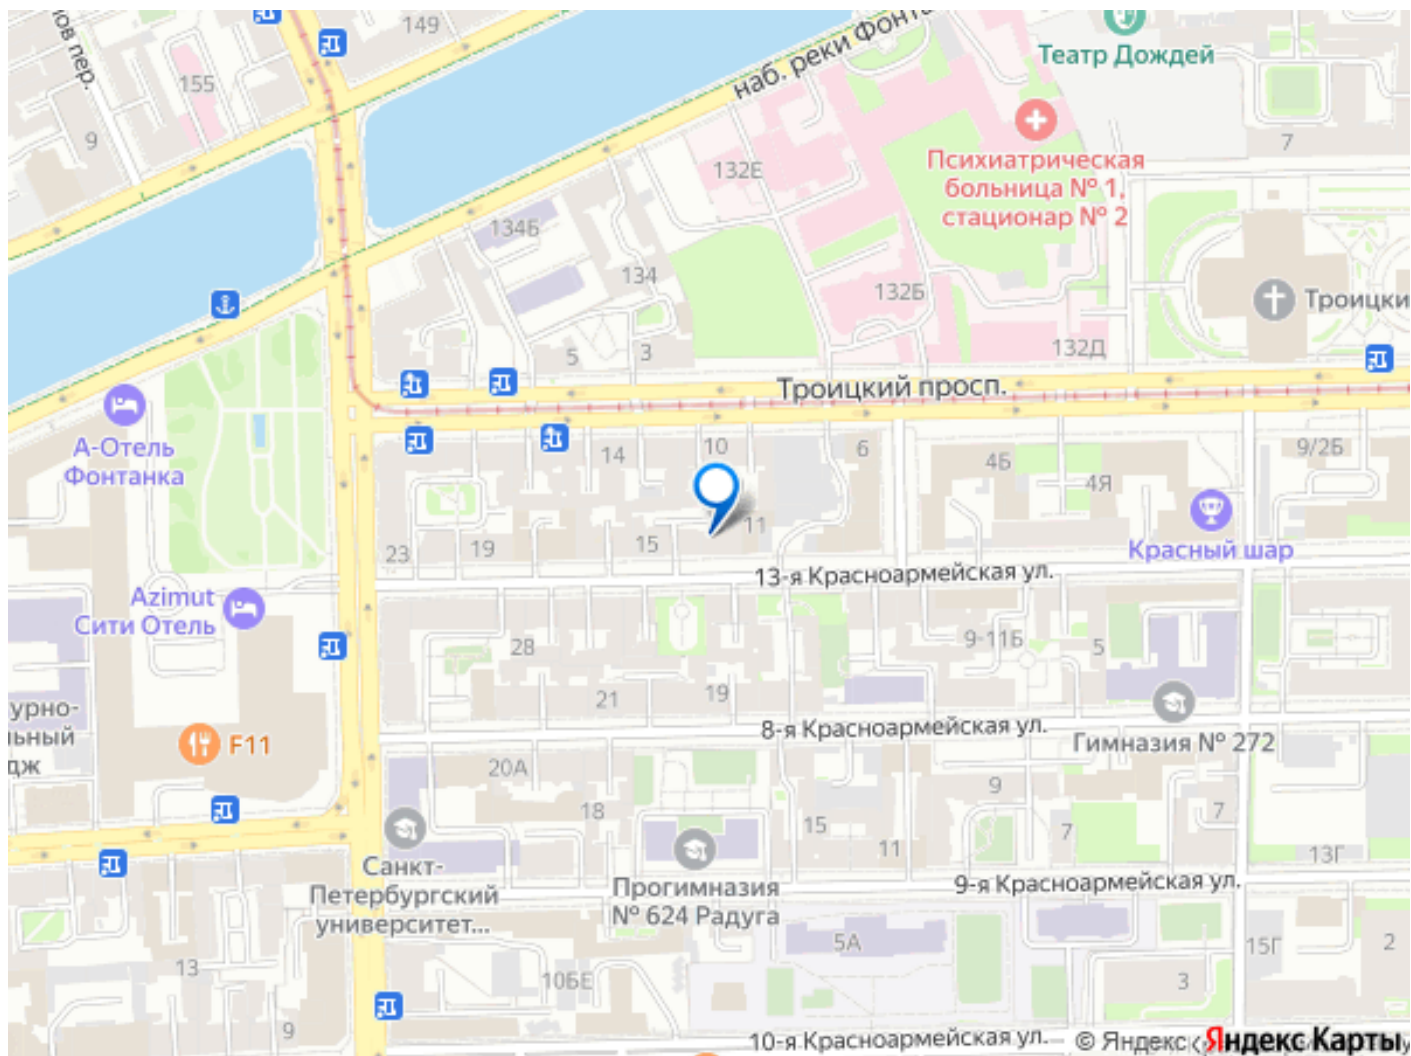 149
155
9
наб. реки Фонта
Театр Дождей
7
Психиатрическая
больница № 1,
стационар № 2
132Е
134Б
134
132Б
132Д
Троицки
5
3
Троицкий просп.
А-Отель
Фонтанка
14
10
6
4Б
4Я
9/2Б
Красный шар
23
19
15
11
13-я Красноармейская ул.
Azimut
Сити Отель
28
9-11Б
5
21
19
урно-
ьный
дж
F11
8-я Красноармейская ул.
Гимназия № 272
20А
18
15
11
9
7
7
13Г
Санкт-
Петербургский
университет...
Прогимназия
№ 624 Радуга
9-я Красноармейская ул.
5А
15Г
2
13
10БЕ
3
9
10-я Красноармейская ул.
© Яндекс
Яндекс Карты